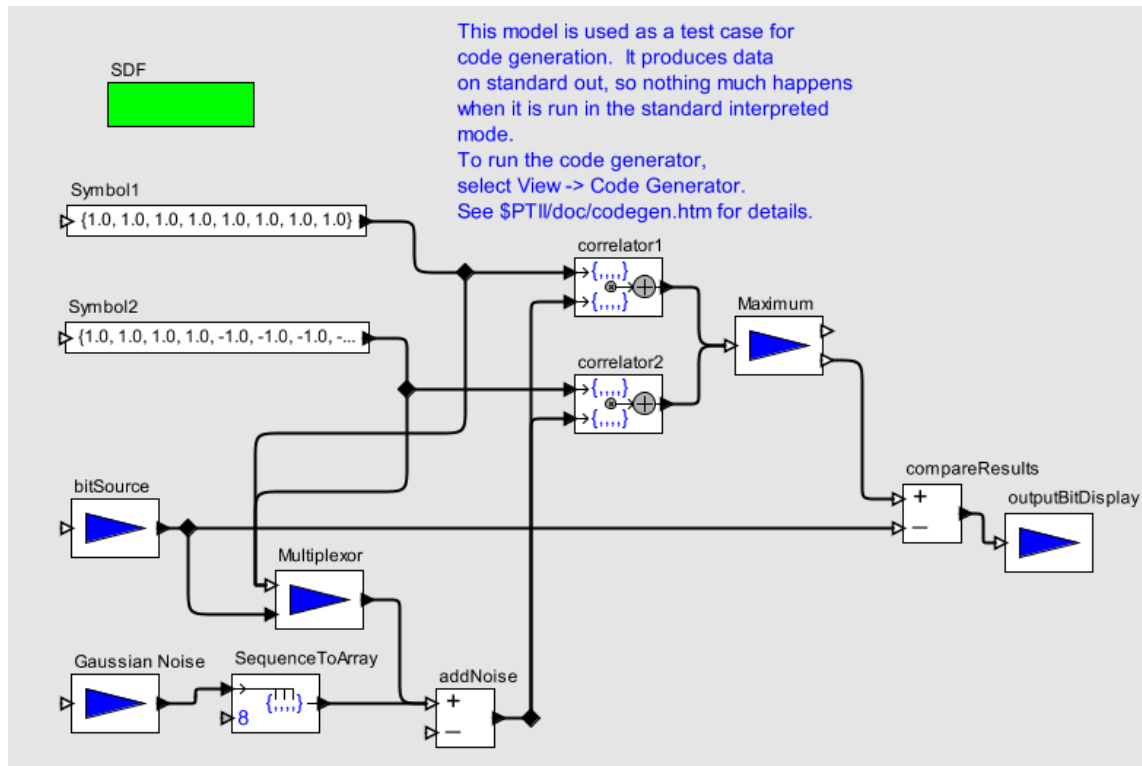 This model is used as a test case for
code generation.  It produces data
on standard out, so nothing much happens
when it is run in the standard interpreted
mode.
To run the code generator,
select View -> Code Generator.
See $PTII/doc/codegen.htm for details.
SDF
Symbol1
{1.0, 1.0, 1.0, 1.0, 1.0, 1.0, 1.0, 1.0}
correlator1
{,,,,}
+
{,,,,}
Symbol2
{1.0, 1.0, 1.0, 1.0, -1.0, -1.0, -1.0, -...
Maximum
correlator2
{,,,,}
+
{,,,,}
bitSource
compareResults
+
−
outputBitDisplay
Multiplexor
Gaussian Noise
SequenceToArray
{,,,,}
8
addNoise
+
−